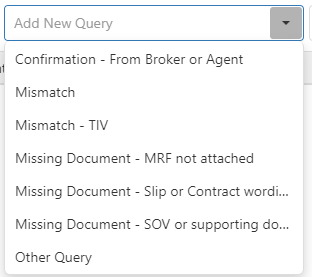 Add New Query
Confirmation - From Broker or Agent
Mismatch
Mismatch - TIV
Missing Document - MRF not attached
Missing Document - Slip or Contract wordi...
Missing Document - SOV or supporting do...
Other Query